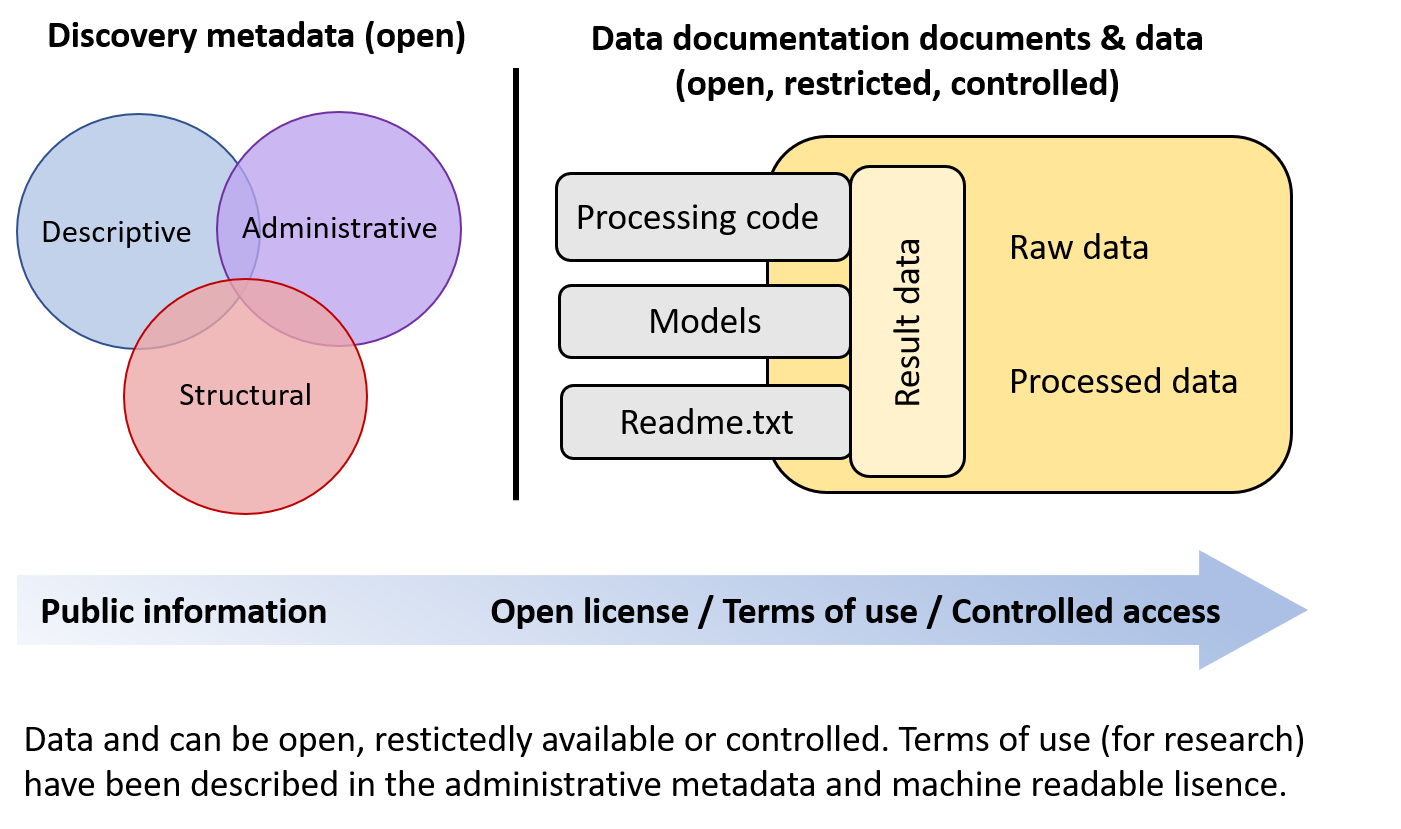 Discovery metadata (open)
Data documentation documents & data
(open, restricted, controlled)
Descriptive
Administrative
Structural
Processing code
Models
Readme.txt
Result data
Raw data
Processed data
Public information
Open license / Terms of use / Controlled access
Data and can be open, restictedly available or controlled. Terms of use (for research)
have been described in the administrative metadata and machine readable lisence.